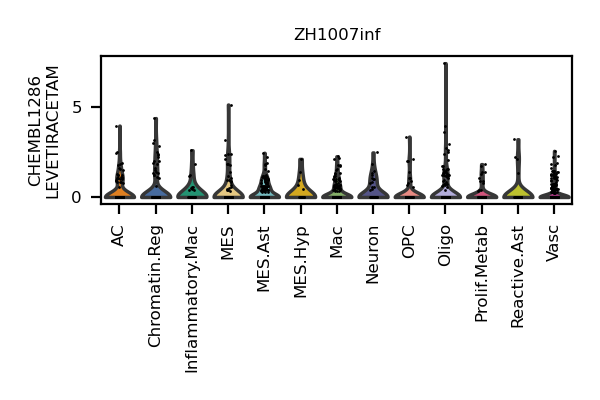 ZH1007inf
CHEMBL1286
LEVETIRACETAM
5
0
AC
Chromatin.Reg
Inflammatory.Mac
MES
MES.Ast
MES.Hyp
Mac
Neuron
OPC
Oligo
Prolif.Metab
Reactive.Ast
Vasc